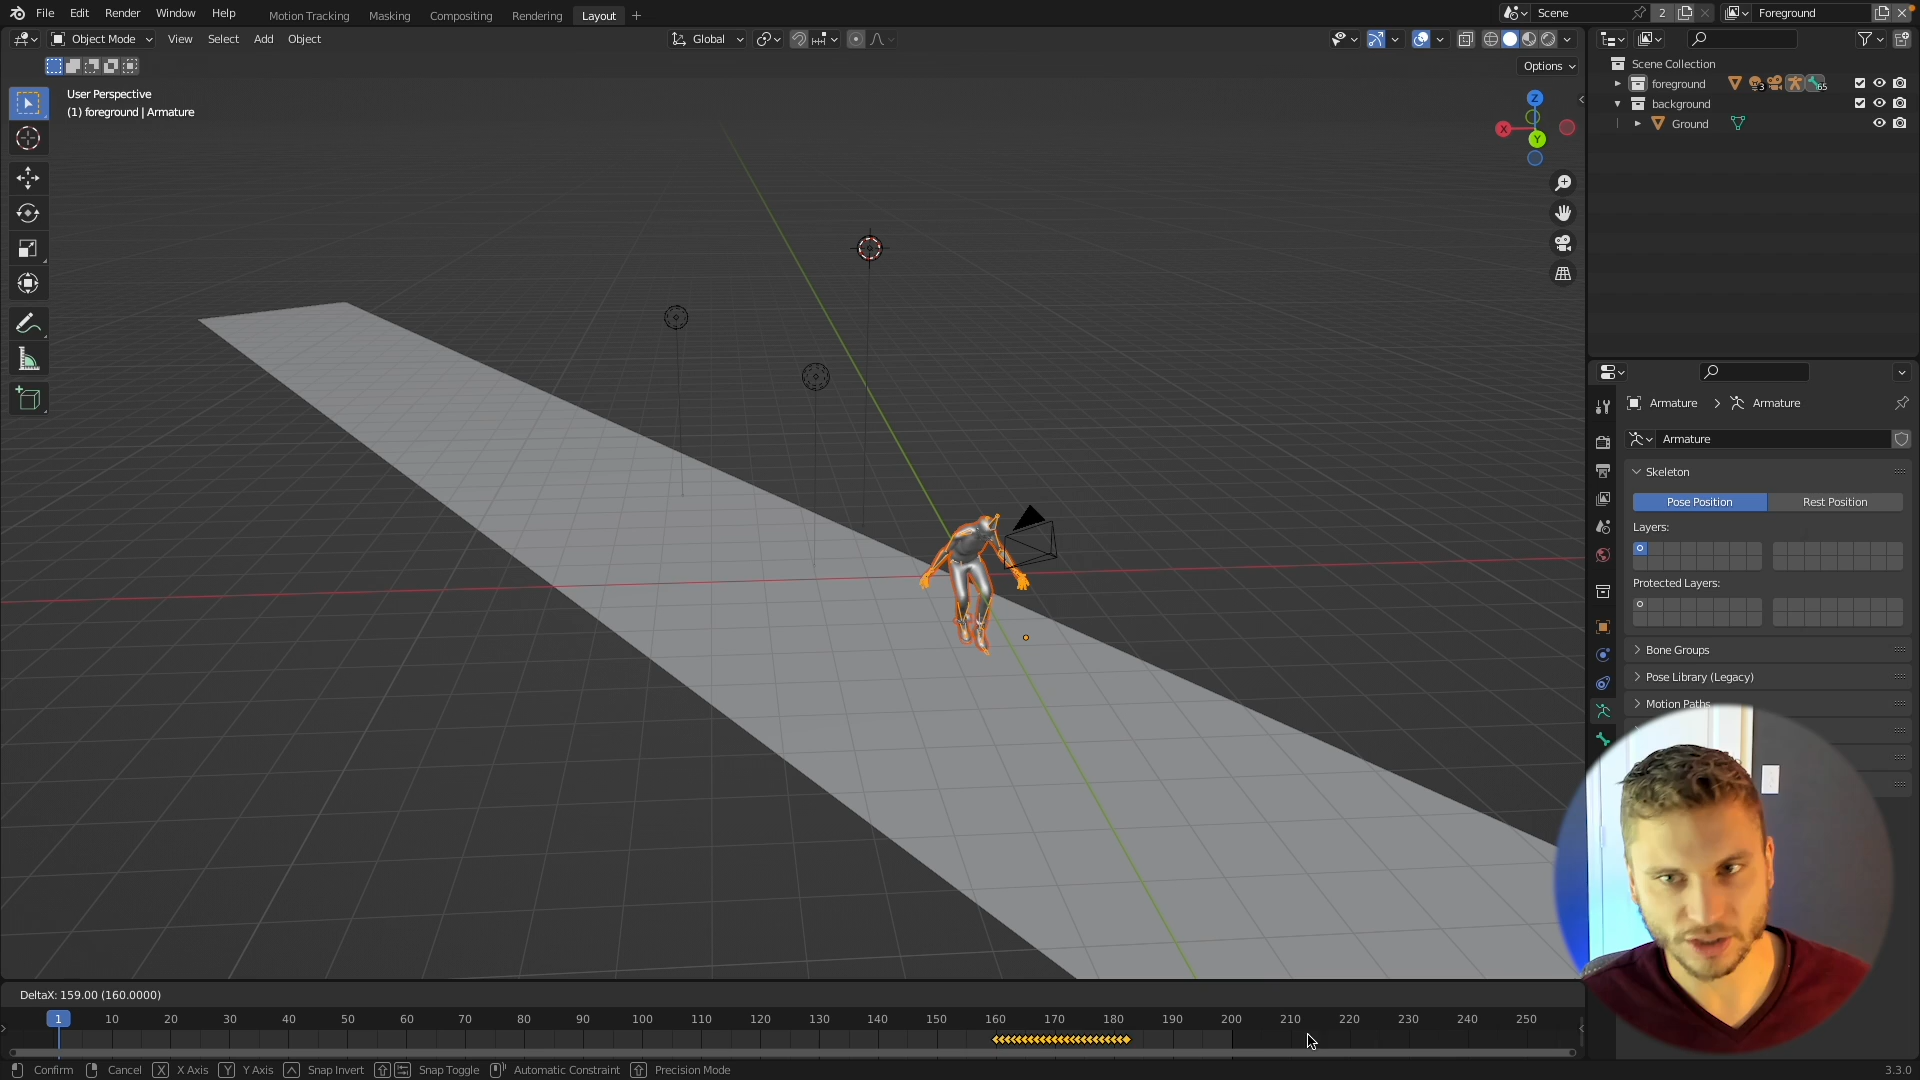 File Edit Render Window Help
Motion Tracking Masking Compositing Rendering Layout
Scene 2 Foreground
Object Mode View Select Add Object
Global
Options
User Perspective
(1) foreground | Armature
Z
X
Y
Scene Collection
foreground 3 65
background
Ground
Armature Armature
Armature
Skeleton
Pose Position Rest Position
Layers:
Protected Layers:
Bone Groups
Pose Library (Legacy)
Motion Paths
DeltaX: 159.00 (160.0000)
1 10 20 30 40 50 60 70 80 90 100 110 120 130 140 150 160 170 180 190 200 210 220 230 240 250
Confirm Cancel X X Axis Y Y Axis Snap Invert Snap Toggle Automatic Constraint Precision Mode
3.3.0